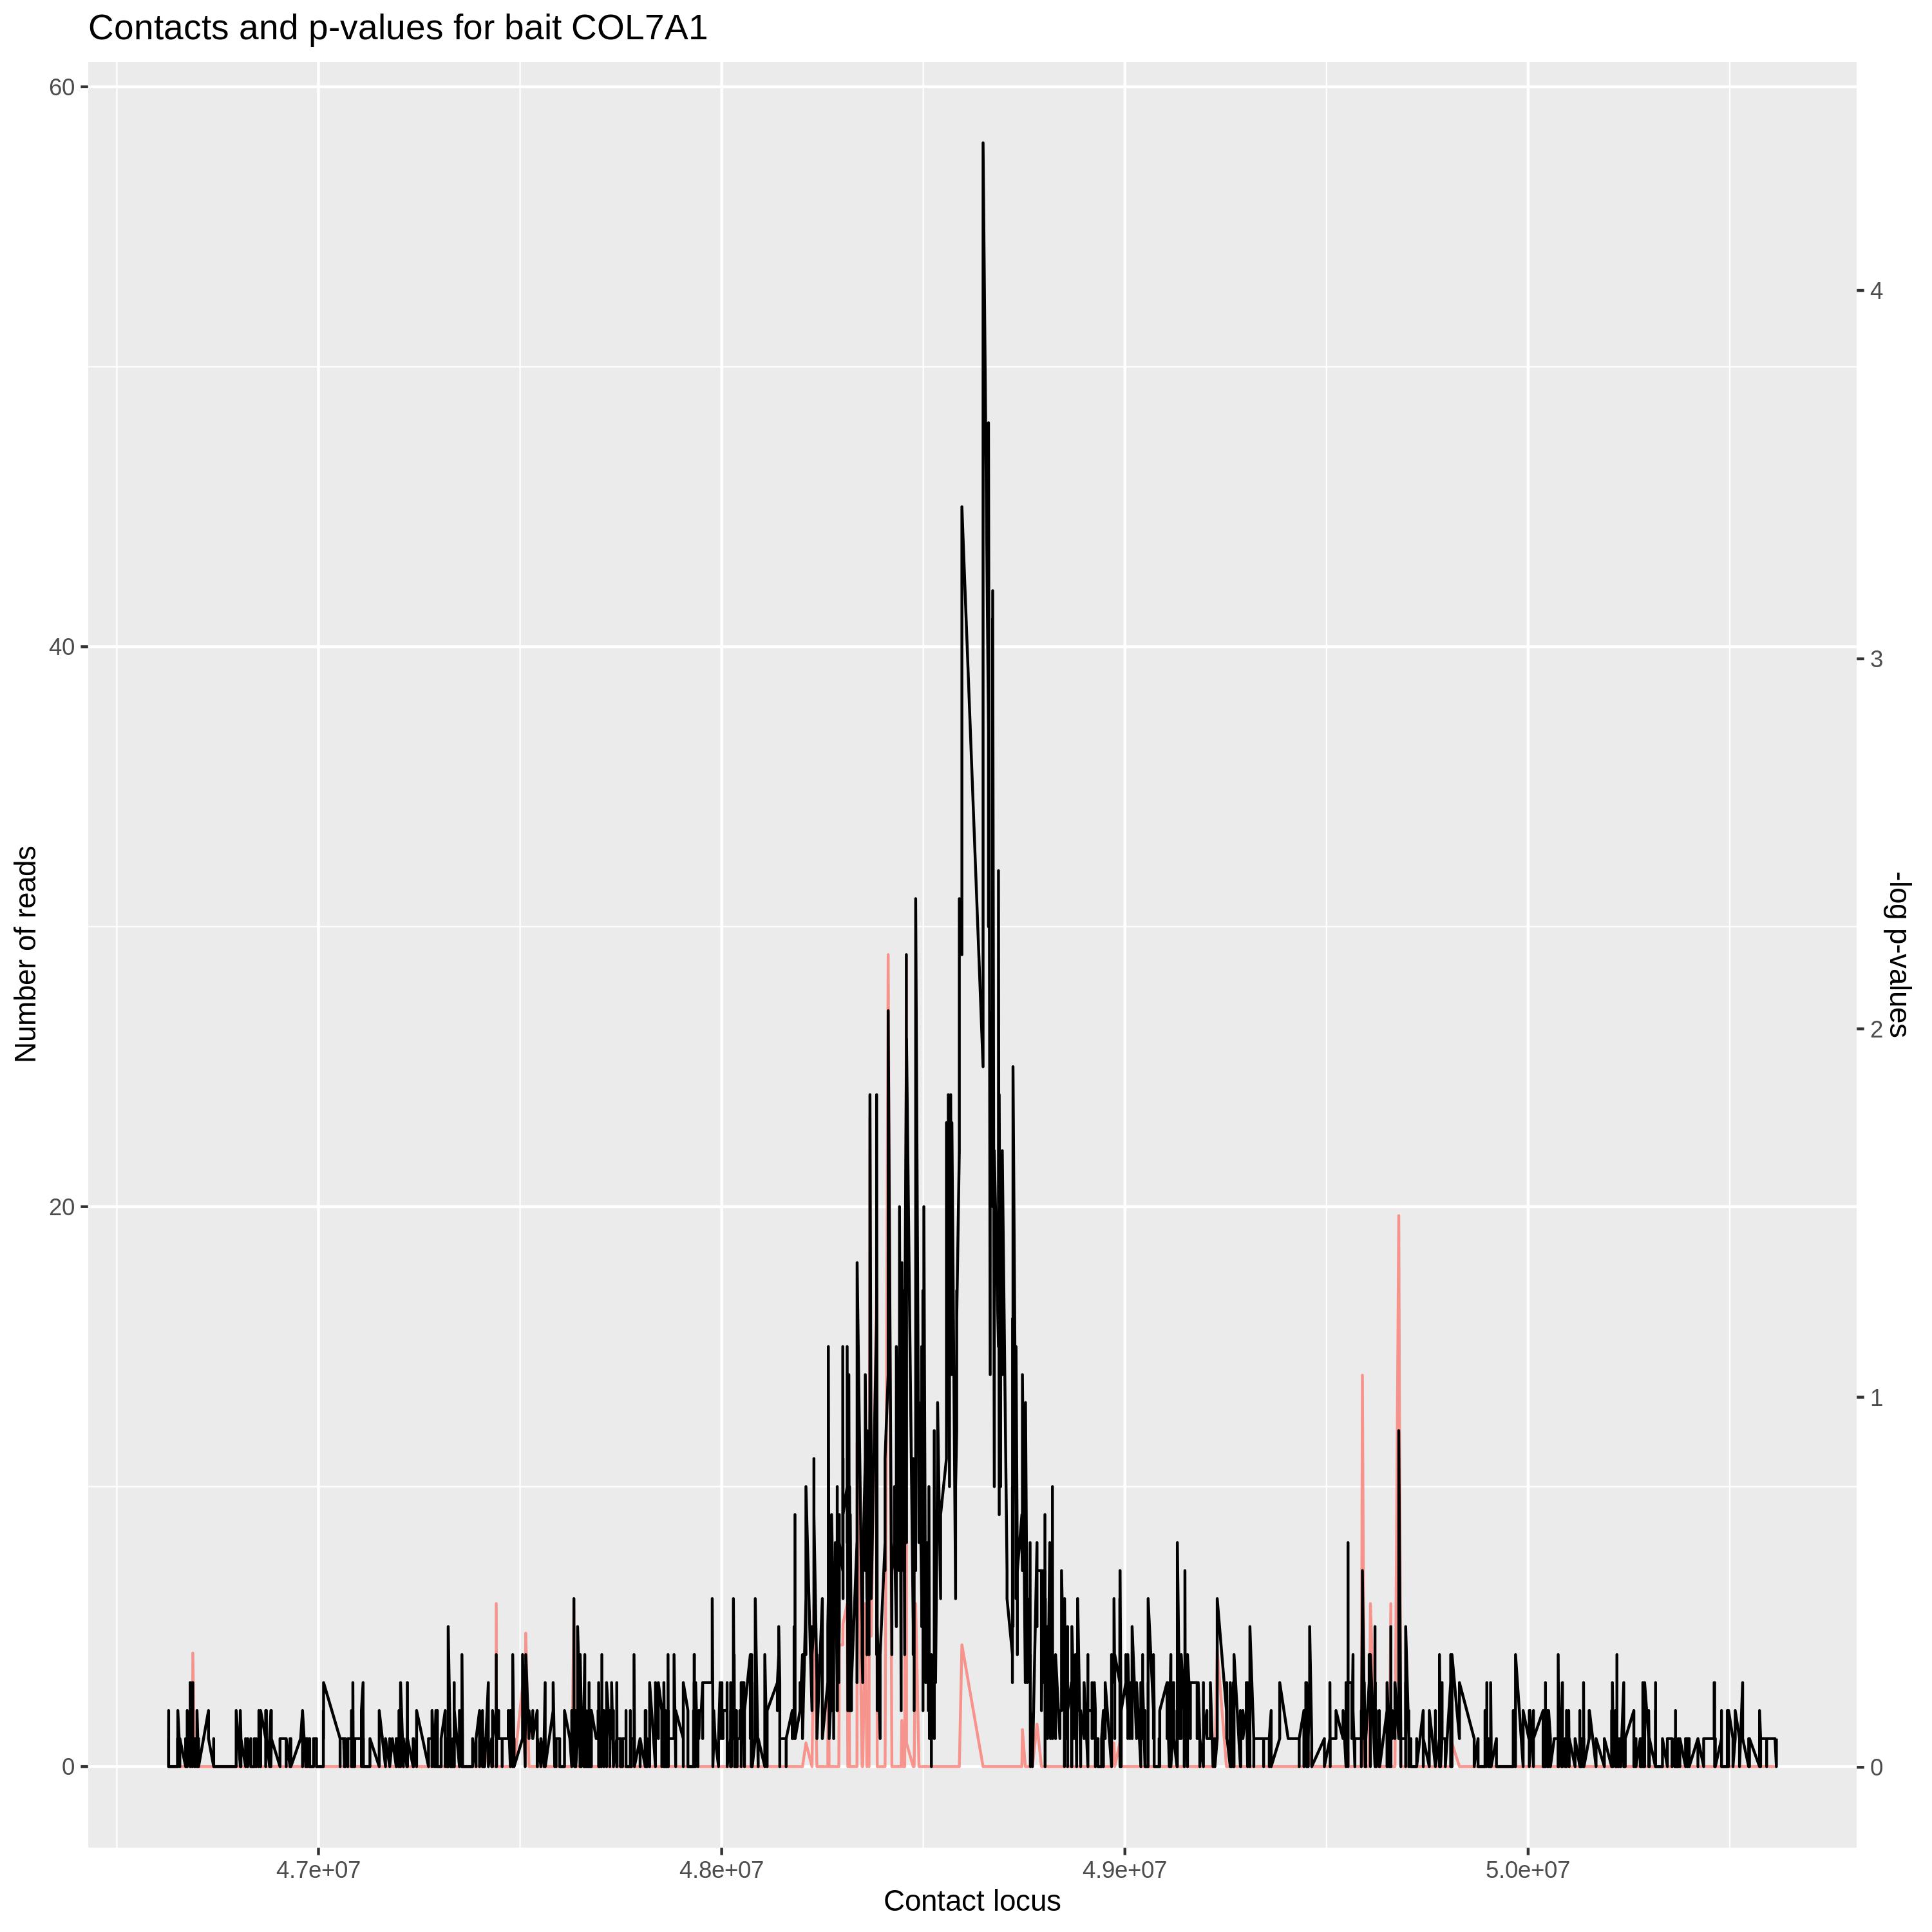 Contacts and p-values for bait COL7A1
60
40
20
0
Number of reads
4
3
2
1
0
-log p-values
4.7e+07
4.8e+07
4.9e+07
5.0e+07
Contact locus